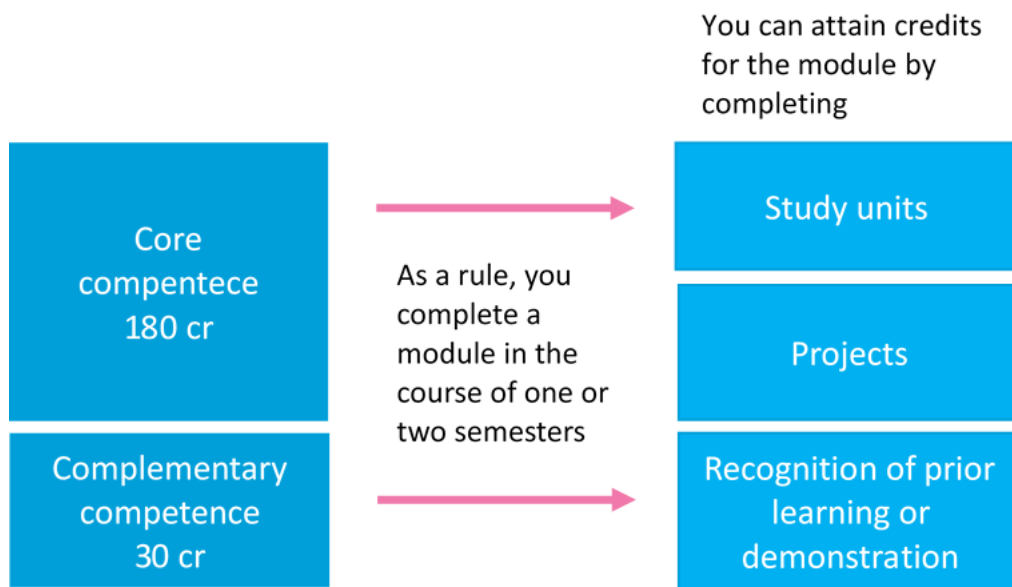 You can attain credits
for the module by
completing
Core
compentece
180 cr
As a rule, you
complete a
module in the
course of one or
two semesters
Complementary
competence
30 cr
Study units
Projects
Recognition of prior
learning or
demonstration